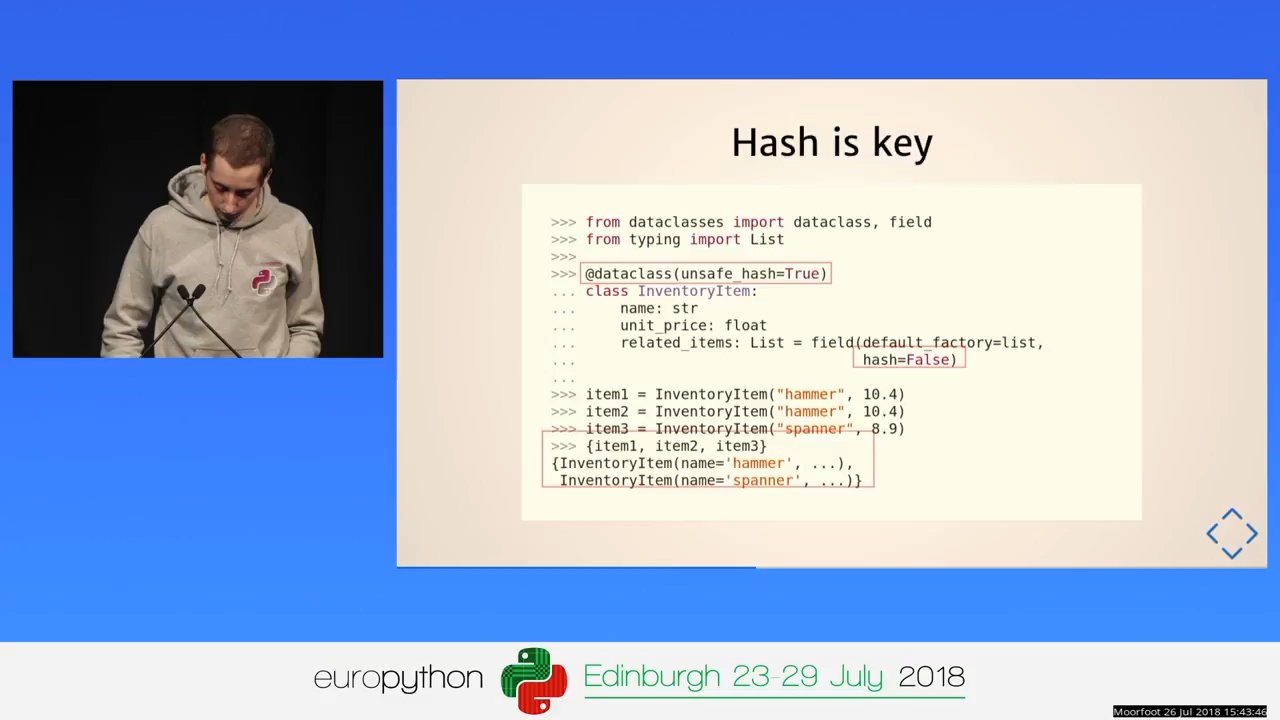 Hash is key
>>> from dataclasses import dataclass, field
>>> from typing import List
>>>
>>> @dataclass(unsafe_hash=True)
... class InventoryItem:
...     name: str
...     unit_price: float
...     related_items: List = field(default_factory=list,
...                                 hash=False)
...
>>> item1 = InventoryItem("hammer", 10.4)
>>> item2 = InventoryItem("hammer", 10.4)
>>> item3 = InventoryItem("spanner", 8.9)
>>> {item1, item2, item3}
{InventoryItem(name='hammer', ...),
 InventoryItem(name='spanner', ...)}
europython Edinburgh 23-29 July 2018
Moorfoot 26 Jul 2018 15:43:46